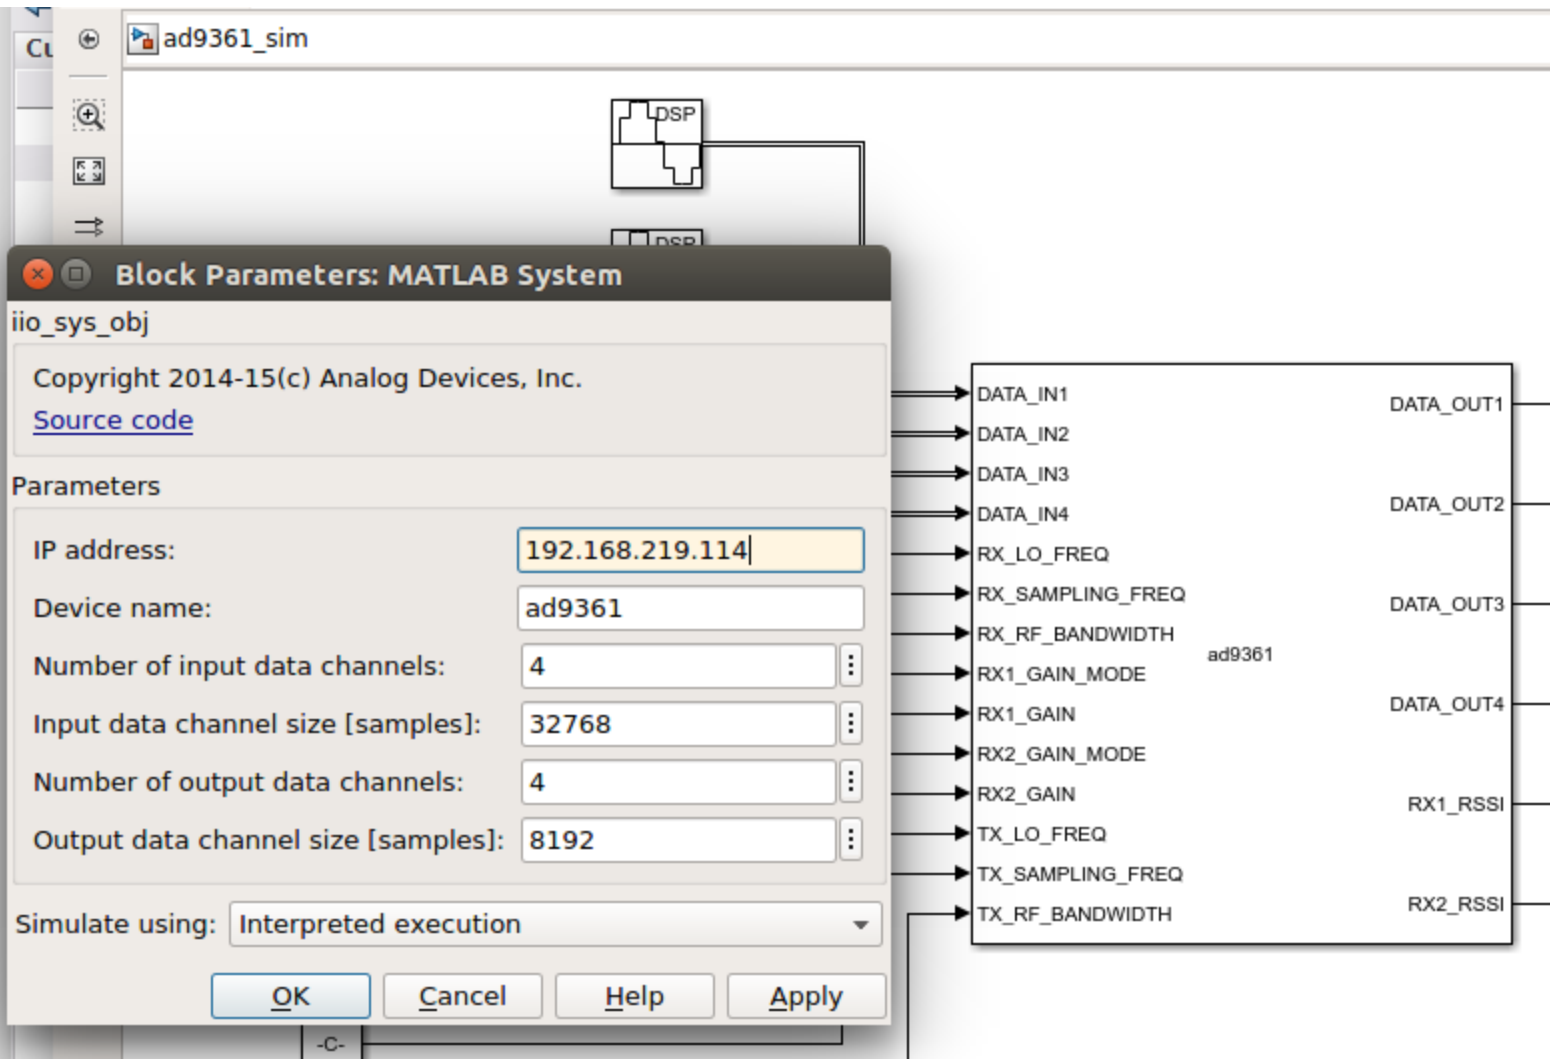 Cu
ad9361_sim
DSP
DSP
Block Parameters: MATLAB System
iio_sys_obj
Copyright 2014-15(c) Analog Devices, Inc.
Source code
Parameters
IP address: 192.168.219.114
Device name: ad9361
Number of input data channels: 4
Input data channel size [samples]: 32768
Number of output data channels: 4
Output data channel size [samples]: 8192
Simulate using: Interpreted execution
OK Cancel Help Apply
-C-
DATA_IN1
DATA_IN2
DATA_IN3
DATA_IN4
RX_LO_FREQ
RX_SAMPLING_FREQ
RX_RF_BANDWIDTH
RX1_GAIN_MODE
RX1_GAIN
RX2_GAIN_MODE
RX2_GAIN
TX_LO_FREQ
TX_SAMPLING_FREQ
TX_RF_BANDWIDTH
ad9361
DATA_OUT1
DATA_OUT2
DATA_OUT3
DATA_OUT4
RX1_RSSI
RX2_RSSI